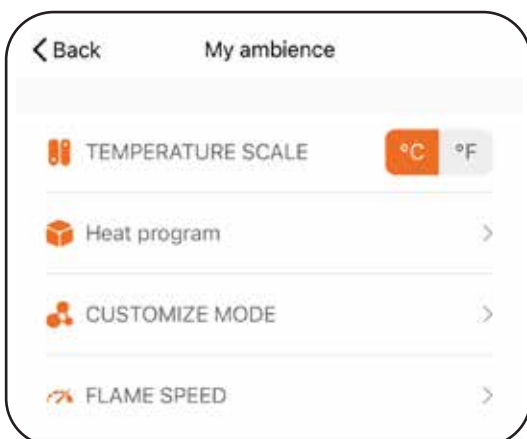 Back My ambience
TEMPERATURE SCALE °C °F
Heat program
CUSTOMIZE MODE
FLAME SPEED